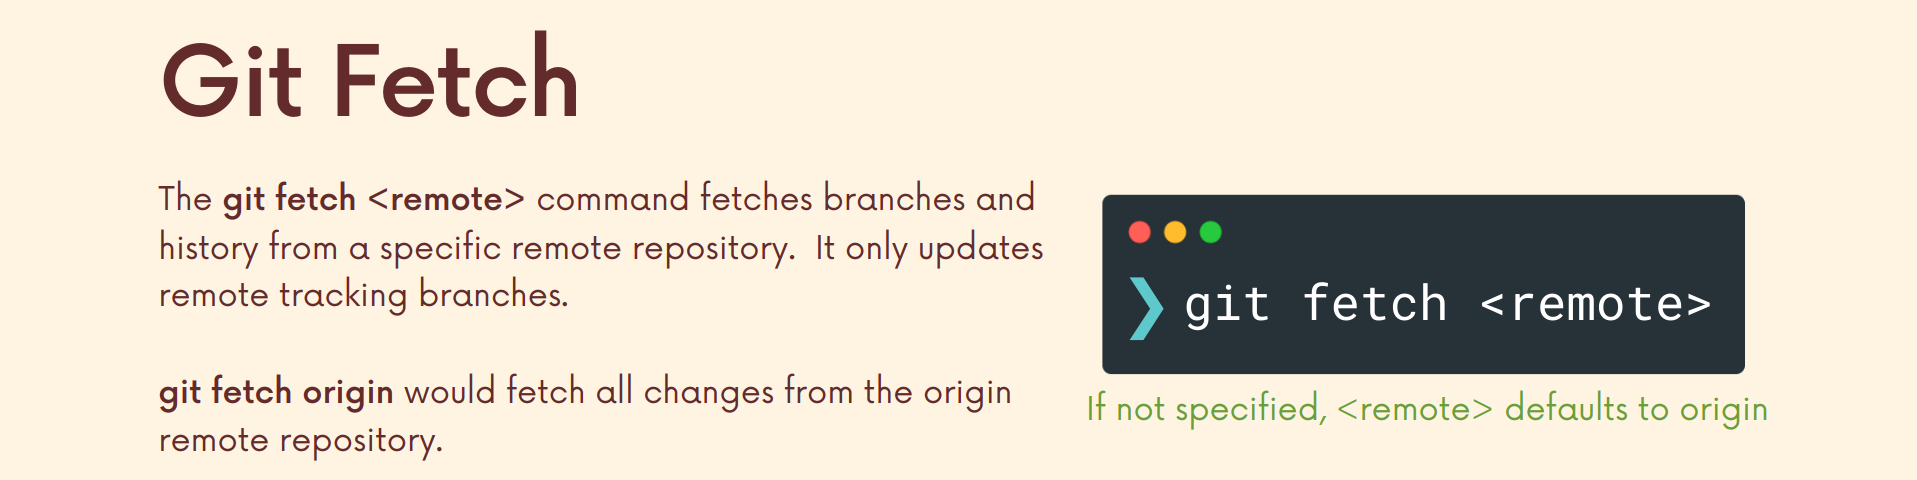 Git Fetch
The git fetch <remote> command fetches branches and
history from a specific remote repository.  It only updates
remote tracking branches.
git fetch origin would fetch all changes from the origin
remote repository.
❯ git fetch <remote>
If not specified, <remote> defaults to origin